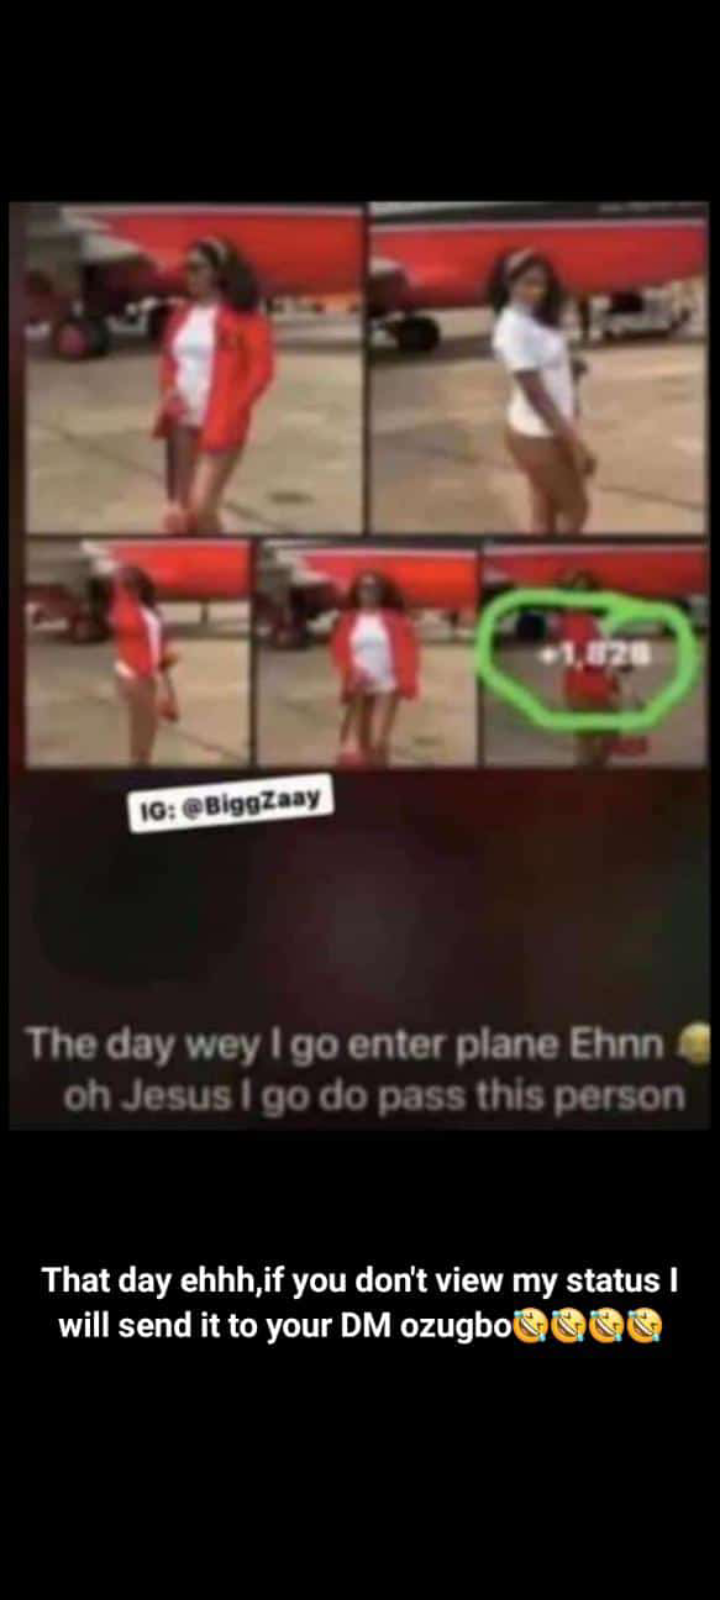 +1,828
IG: @BiggZaay
The day wey I go enter plane Ehnn 😂
oh Jesus I go do pass this person
That day ehhh,if you don't view my status I
will send it to your DM ozugbo🤣🤣🤣🤣